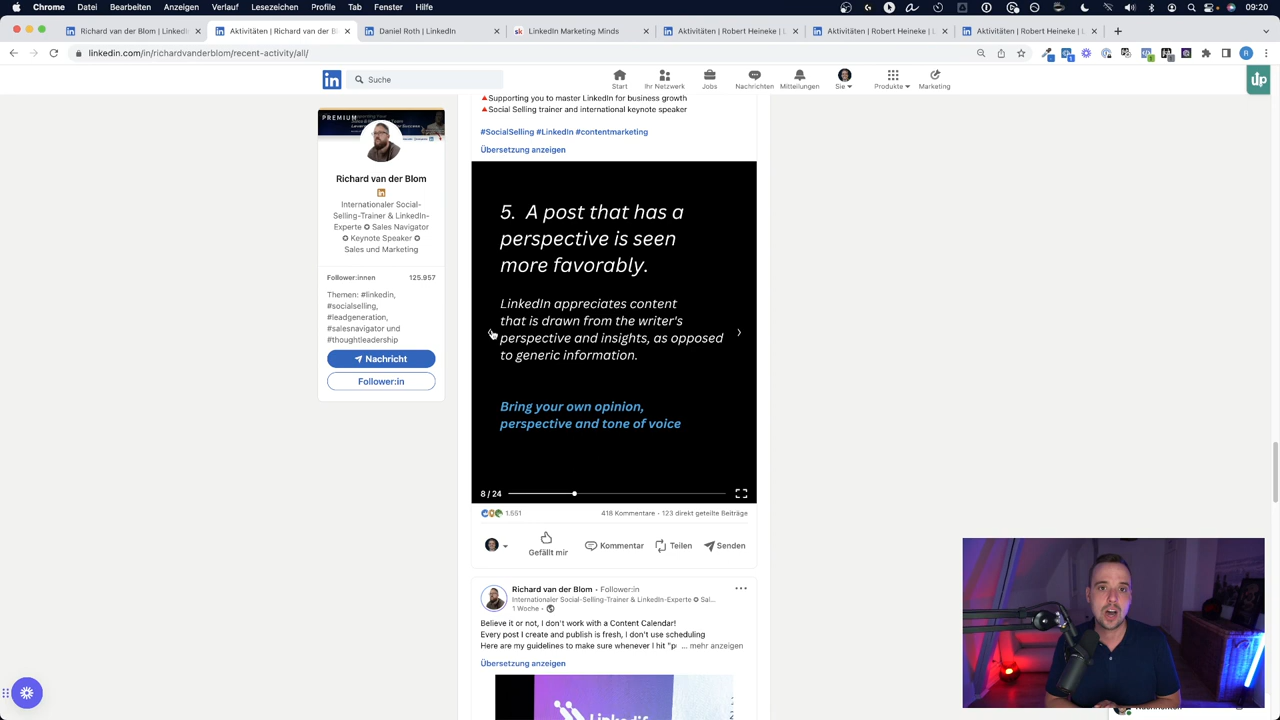 Chrome Datei Bearbeiten Anzeigen Verlauf Lesezeichen Profile Tab Fenster Hilfe
09:20
Richard van der Blom | LinkedIn
Aktivitäten | Richard van der B
Daniel Roth | LinkedIn
LinkedIn Marketing Minds
Aktivitäten | Robert Heineke | L
Aktivitäten | Robert Heineke | L
Aktivitäten | Robert Heineke | L
linkedin.com/in/richardvanderblom/recent-activity/all/
in
Suche
Start
Ihr Netzwerk
Jobs
Nachrichten
Mitteilungen
Sie
Produkte
Marketing
up
PREMIUM
Richard van der Blom
in
Internationaler Social-
Selling-Trainer & LinkedIn-
Experte ✪ Sales Navigator
✪ Keynote Speaker ✪
Sales und Marketing
Follower:innen 125.957
Themen: #linkedin,
#socialselling,
#leadgeneration,
#salesnavigator und
#thoughtleadership
Nachricht
Follower:in
Supporting you to master LinkedIn for business growth
Social Selling trainer and international keynote speaker
#SocialSelling #LinkedIn #contentmarketing
Übersetzung anzeigen
5. A post that has a
perspective is seen
more favorably.
LinkedIn appreciates content
that is drawn from the writer's
perspective and insights, as opposed
to generic information.
Bring your own opinion,
perspective and tone of voice
8 / 24
1.551
418 Kommentare • 123 direkt geteilte Beiträge
Gefällt mir
Kommentar
Teilen
Senden
Richard van der Blom • Follower:in
Internationaler Social-Selling-Trainer & LinkedIn-Experte ✪ Sal...
1 Woche •
Believe it or not, I don't work with a Content Calendar!
Every post I create and publish is fresh, I don't use scheduling
Here are my guidelines to make sure whenever I hit "p ... mehr anzeigen
Übersetzung anzeigen